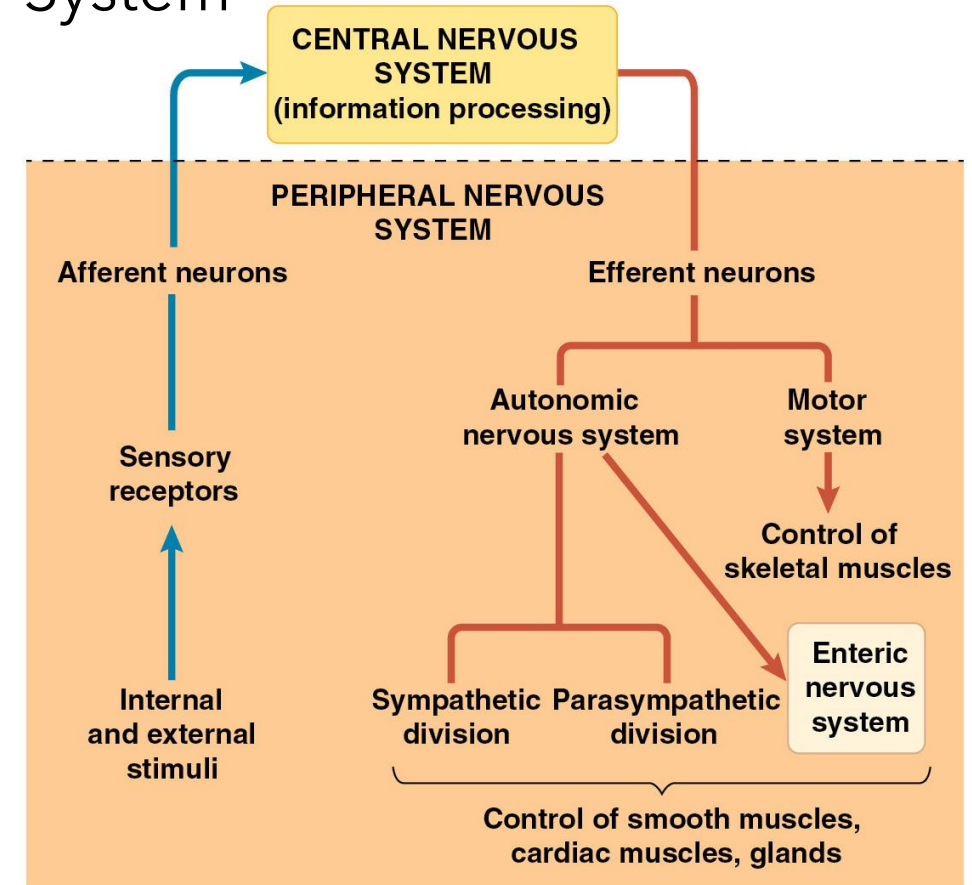 System
CENTRAL NERVOUS
SYSTEM
(information processing)
PERIPHERAL NERVOUS
SYSTEM
Afferent neurons
Efferent neurons
Autonomic
nervous system
Motor
system
Sensory
receptors
Control of
skeletal muscles
Internal
and external
stimuli
Sympathetic
division
Parasympathetic
division
Enteric
nervous
system
Control of smooth muscles,
cardiac muscles, glands